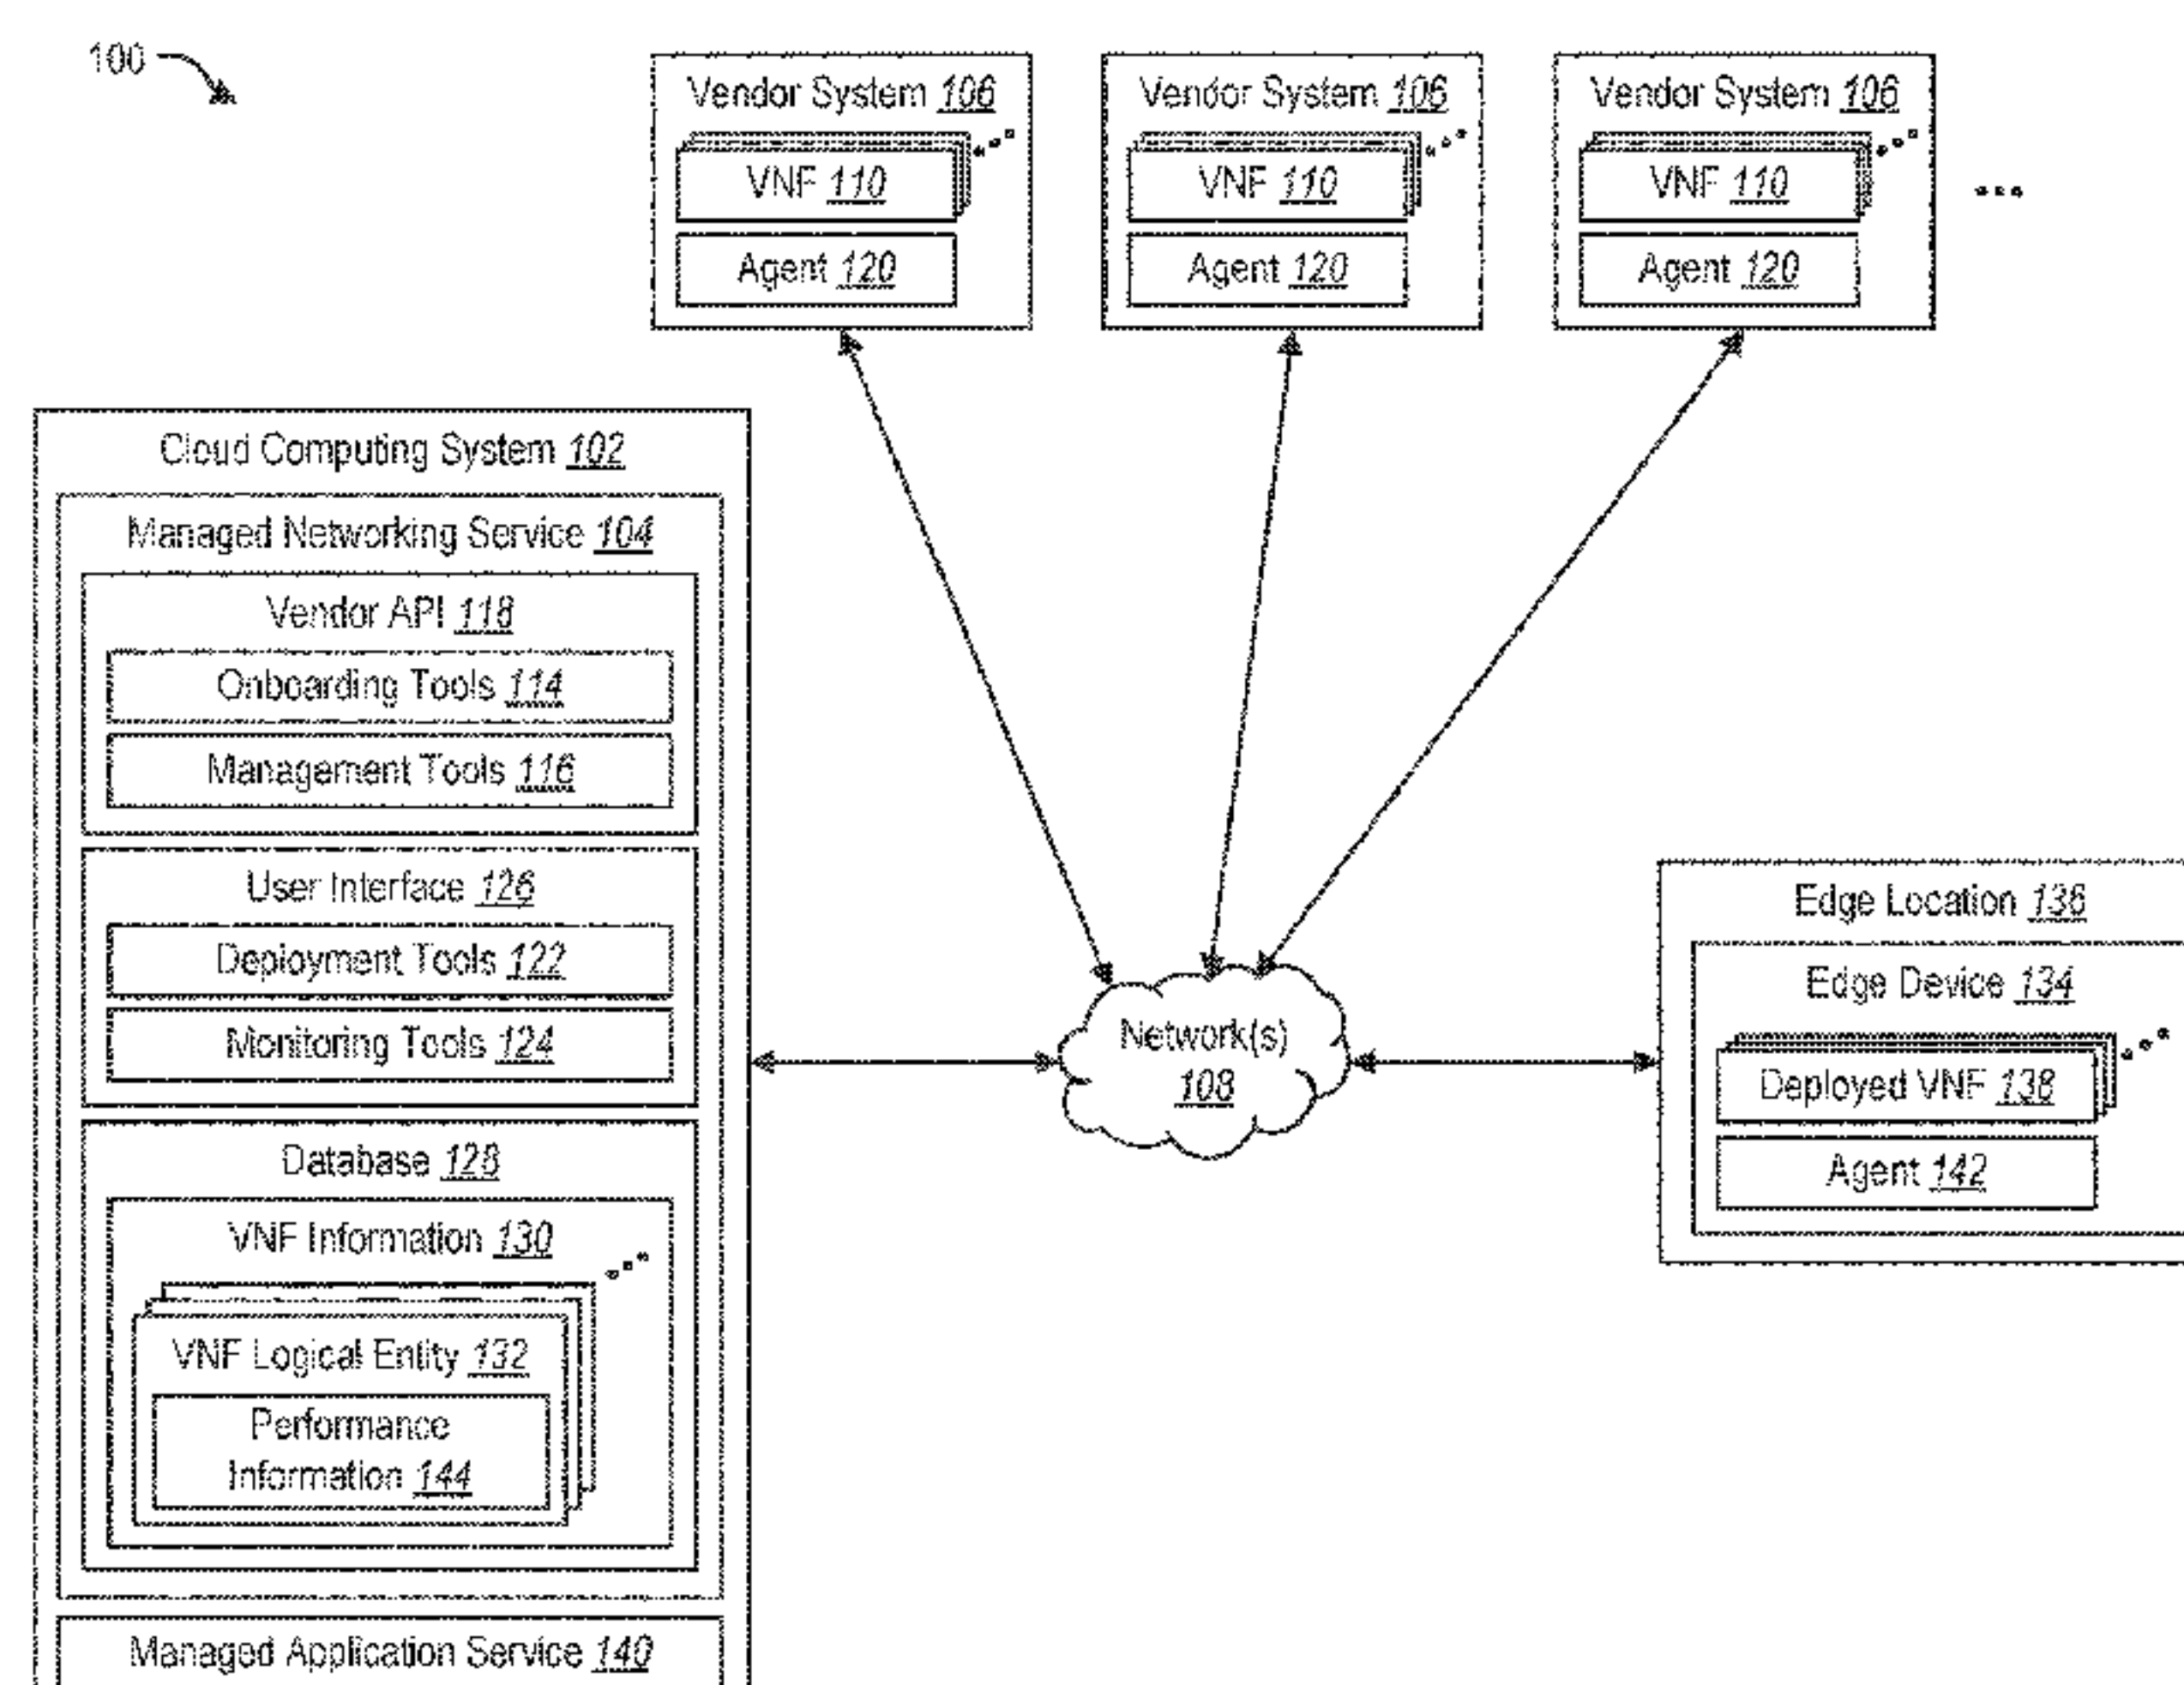 100
Vendor System 106
VNF 110
Agent 120
Vendor System 106
VNF 110
Agent 120
Vendor System 106
VNF 110
Agent 120
Cloud Computing System 102
Managed Networking Service 104
Vendor API 118
Onboarding Tools 114
Management Tools 116
User Interface 126
Deployment Tools 122
Monitoring Tools 124
Database 128
VNF Information 130
VNF Logical Entity 132
Performance
Information 144
Managed Application Service 140
Network(s)
108
Edge Location 136
Edge Device 134
Deployed VNF 138
Agent 142